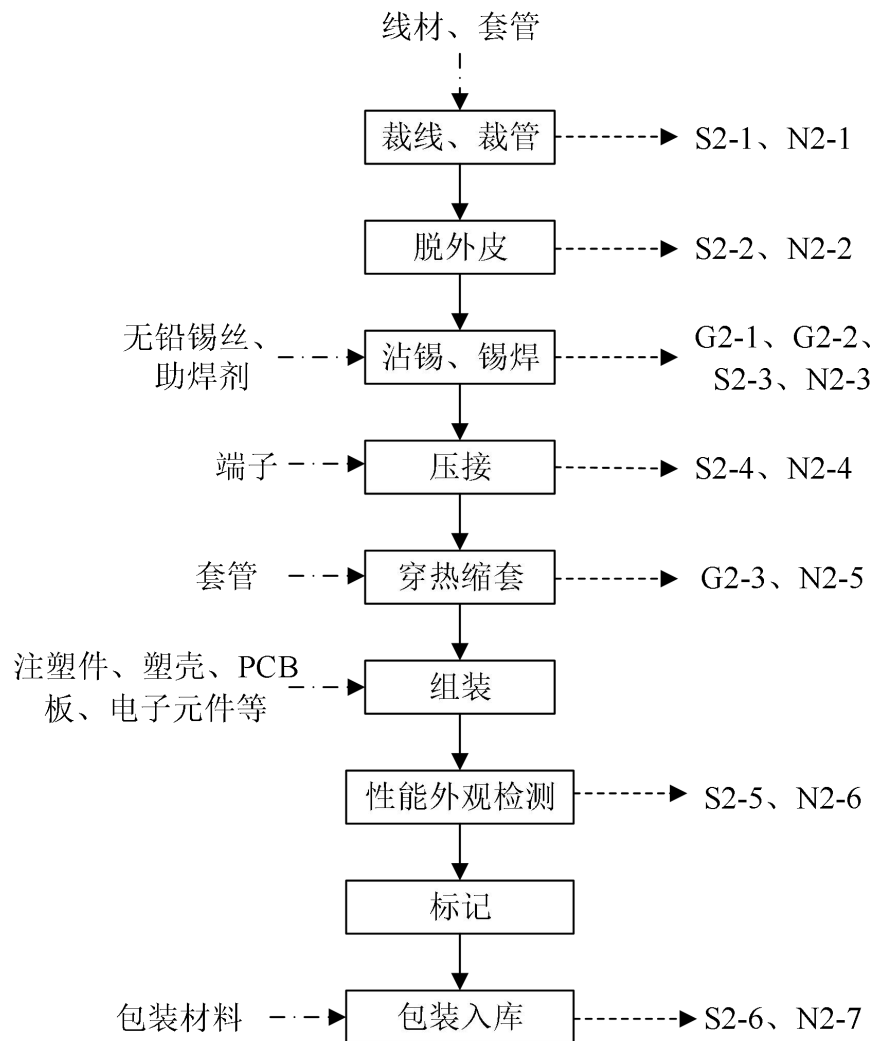 线材、套管
裁线、裁管
S2-1、N2-1
脱外皮
S2-2、N2-2
无铅锡丝、
助焊剂
沾锡、锡焊
G2-1、G2-2、
S2-3、N2-3
端子
压接
S2-4、N2-4
套管
穿热缩套
G2-3、N2-5
注塑件、塑壳、PCB
板、电子元件等
组装
性能外观检测
S2-5、N2-6
标记
包装材料
包装入库
S2-6、N2-7